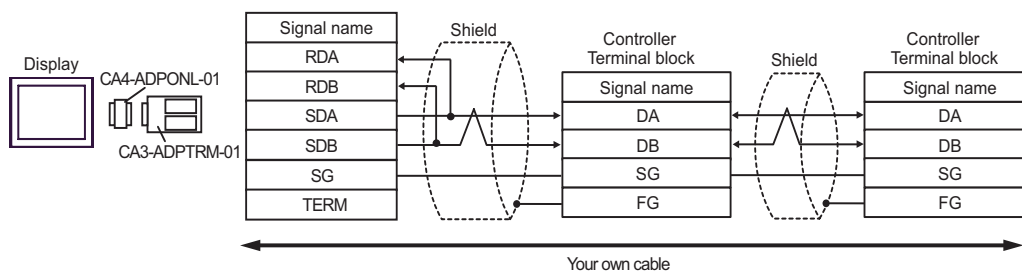 Display
CA4-ADPONL-01
CA3-ADPTRM-01
Signal name
RDA
RDB
SDA
SDB
SG
TERM
Shield
Controller
Terminal block
Signal name
DA
DB
SG
FG
Shield
Controller
Terminal block
Signal name
DA
DB
SG
FG
Your own cable